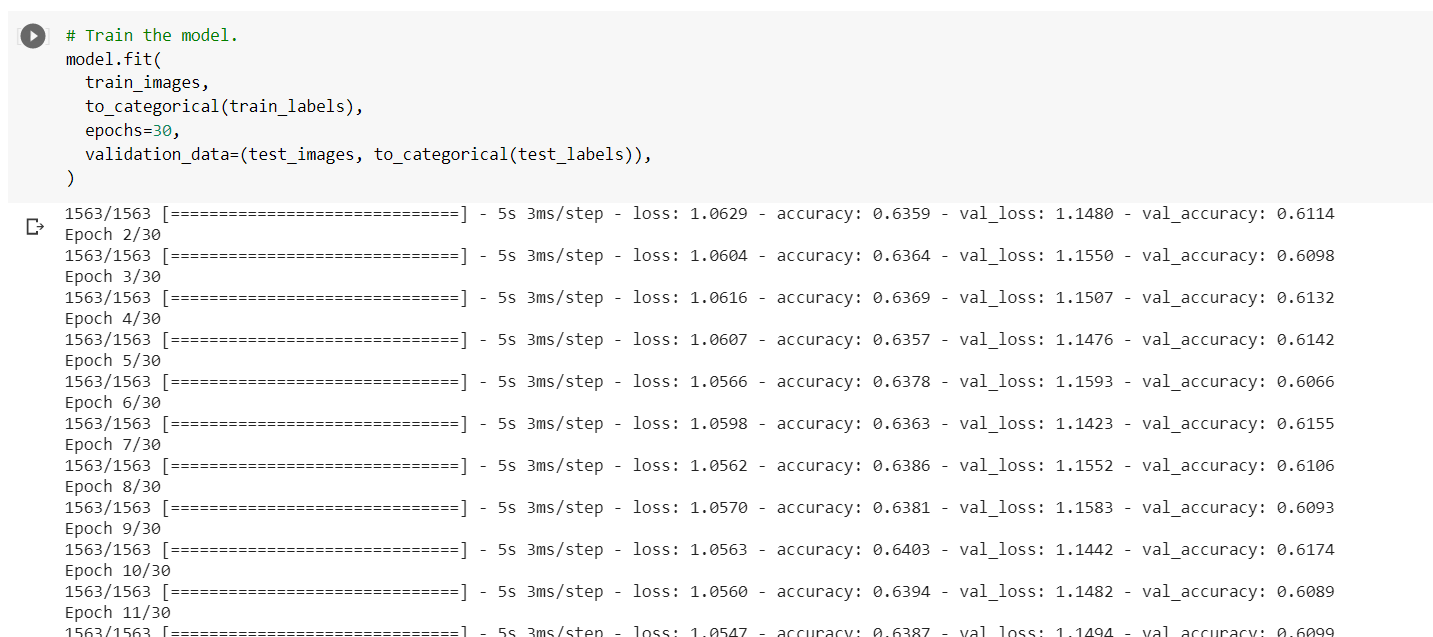 # Train the model.
model.fit(
  train_images,
  to_categorical(train_labels),
  epochs=30,
  validation_data=(test_images, to_categorical(test_labels)),
)
1563/1563 [==============================] - 5s 3ms/step - loss: 1.0629 - accuracy: 0.6359 - val_loss: 1.1480 - val_accuracy: 0.6114
Epoch 2/30
1563/1563 [==============================] - 5s 3ms/step - loss: 1.0604 - accuracy: 0.6364 - val_loss: 1.1550 - val_accuracy: 0.6098
Epoch 3/30
1563/1563 [==============================] - 5s 3ms/step - loss: 1.0616 - accuracy: 0.6369 - val_loss: 1.1507 - val_accuracy: 0.6132
Epoch 4/30
1563/1563 [==============================] - 5s 3ms/step - loss: 1.0607 - accuracy: 0.6357 - val_loss: 1.1476 - val_accuracy: 0.6142
Epoch 5/30
1563/1563 [==============================] - 5s 3ms/step - loss: 1.0566 - accuracy: 0.6378 - val_loss: 1.1593 - val_accuracy: 0.6066
Epoch 6/30
1563/1563 [==============================] - 5s 3ms/step - loss: 1.0598 - accuracy: 0.6363 - val_loss: 1.1423 - val_accuracy: 0.6155
Epoch 7/30
1563/1563 [==============================] - 5s 3ms/step - loss: 1.0562 - accuracy: 0.6386 - val_loss: 1.1552 - val_accuracy: 0.6106
Epoch 8/30
1563/1563 [==============================] - 5s 3ms/step - loss: 1.0570 - accuracy: 0.6381 - val_loss: 1.1583 - val_accuracy: 0.6093
Epoch 9/30
1563/1563 [==============================] - 5s 3ms/step - loss: 1.0563 - accuracy: 0.6403 - val_loss: 1.1442 - val_accuracy: 0.6174
Epoch 10/30
1563/1563 [==============================] - 5s 3ms/step - loss: 1.0560 - accuracy: 0.6394 - val_loss: 1.1482 - val_accuracy: 0.6089
Epoch 11/30
1563/1563 [==============================] - 5s 3ms/step - loss: 1.0547 - accuracy: 0.6387 - val_loss: 1.1494 - val_accuracy: 0.6099